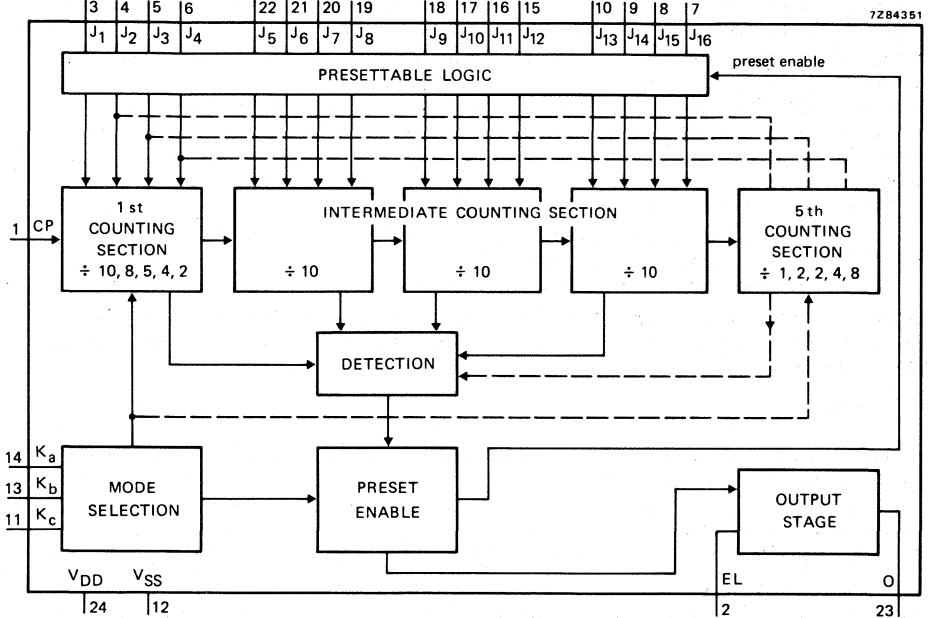 3 4 5 6 22 21 20 19 18 17 16 15 10 9 8 7
7Z84351
J1 J2 J3 J4 J5 J6 J7 J8 J9 J10 J11 J12 J13 J14 J15 J16
PRESETTABLE LOGIC
preset enable
1 CP
1st
COUNTING
SECTION
÷ 10, 8, 5, 4, 2
INTERMEDIATE COUNTING SECTION
÷ 10
÷ 10
÷ 10
5th
COUNTING
SECTION
÷ 1, 2, 2, 4, 8
DETECTION
14 Ka
13 Kb
11 Kc
MODE
SELECTION
PRESET
ENABLE
OUTPUT
STAGE
VDD
VSS
EL
O
24
12
2
23